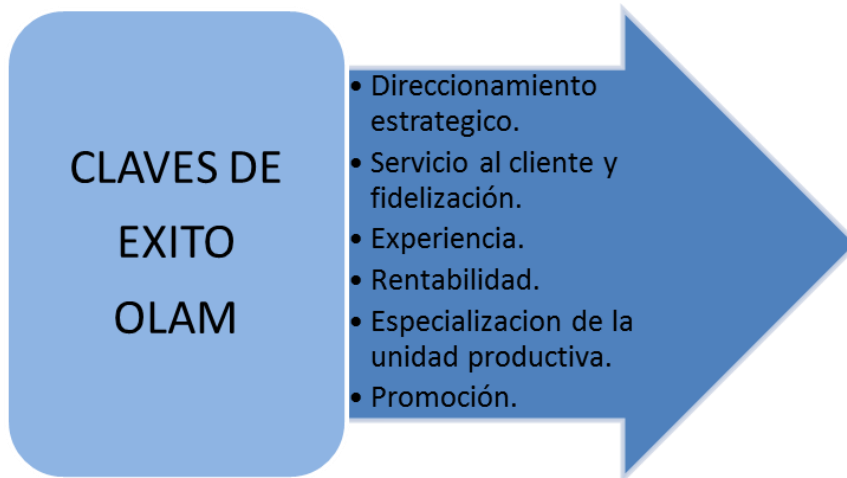 CLAVES DE
EXITO
OLAM
• Direccionamiento
estrategico.
• Servicio al cliente y
fidelización.
• Experiencia.
• Rentabilidad.
• Especializacion de la
unidad productiva.
• Promoción.